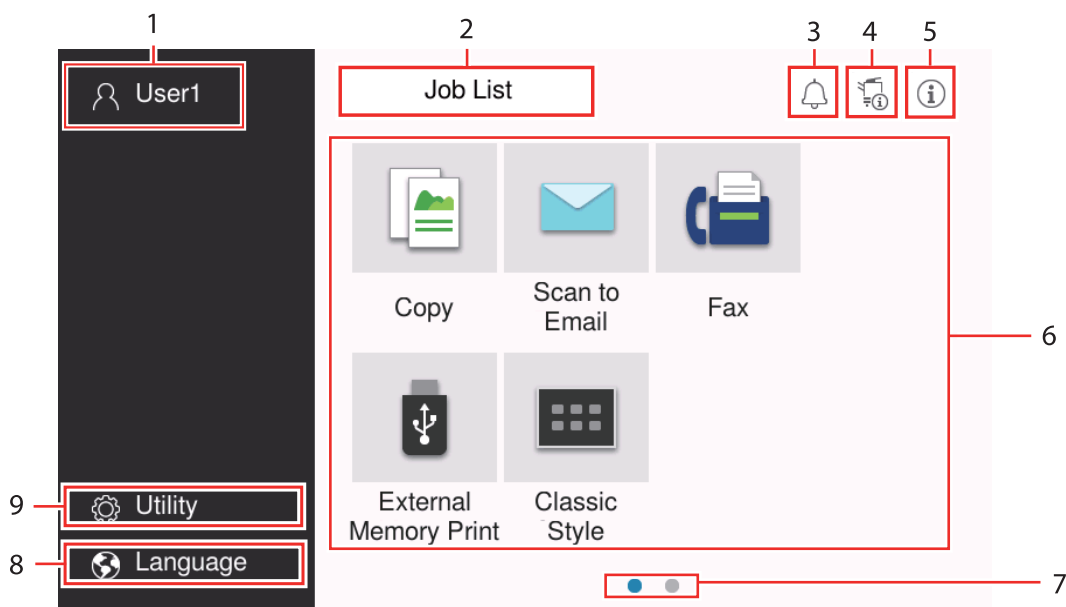 1
2
3
4
5
User1
Job List
Copy
Scan to
Email
Fax
6
External
Memory Print
Classic
Style
9
Utility
8
Language
7